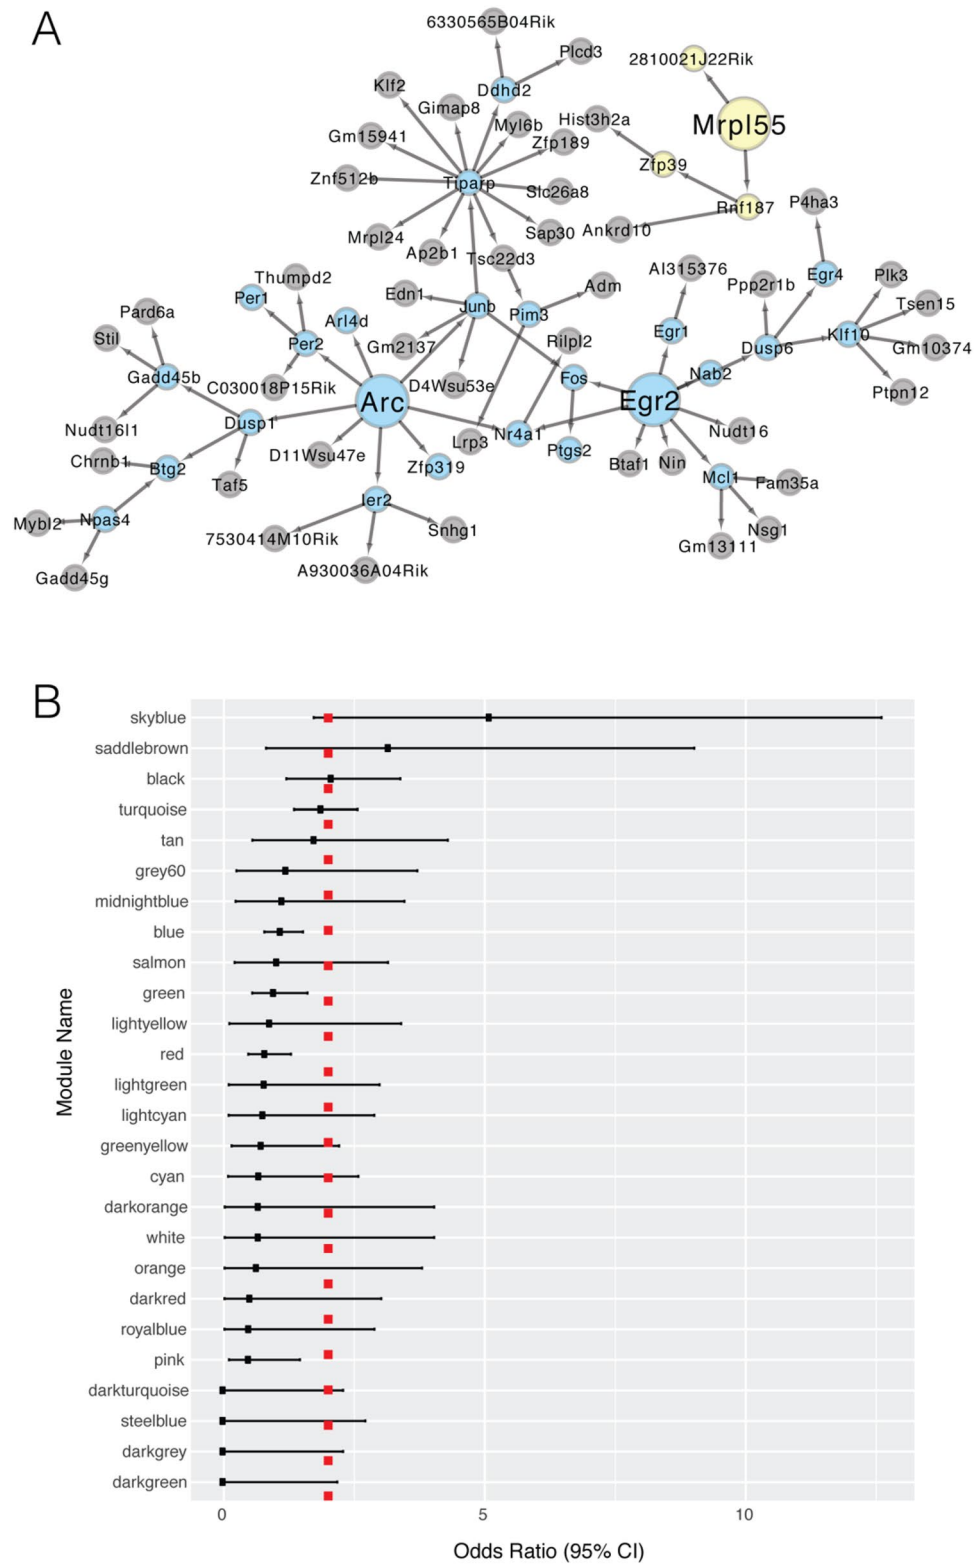 A
6330565B04Rik
Plcd3
2810021J22Rik
Klf2
Ddhd2
Gimap8
Mrpl55
Gm15941
Myl6b
Hist3h2a
Zfp189
Zfp39
Znf512b
Tiparp
Slc26a8
Rnf187
P4ha3
Mrpl24
Sap30
Ankrd10
Ap2b1
Tsc22d3
Thumpd2
AI315376
Egr4
Plk3
Per1
Edn1
Adm
Ppp2r1b
Tsen15
Pard6a
Arl4d
Junb
Pim3
Egr1
Klf10
Stil
Per2
Gm2137
Rilpl2
Dusp6
Gm10374
Gadd45b
C030018P15Rik
D4Wsu53e
Fos
Nab2
Ptpn12
Arc
Egr2
Nudt16l1
Dusp1
Lrp3
Nr4a1
Nudt16
Chrnb1
Btg2
D11Wsu47e
Zfp319
Ptgs2
Btaf1
Nin
Taf5
Mcl1
Fam35a
Mybl2
Npas4
Ier2
Snhg1
Nsg1
7530414M10Rik
Gm13111
Gadd45g
A930036A04Rik
B
skyblue
saddlebrown
black
turquoise
tan
grey60
midnightblue
blue
salmon
green
lightyellow
red
lightgreen
lightcyan
greenyellow
cyan
darkorange
white
orange
darkred
royalblue
pink
darkturquoise
steelblue
darkgrey
darkgreen
Module Name
0 5 10
Odds Ratio (95% CI)